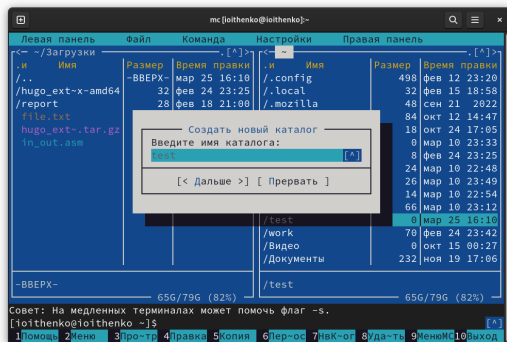 mc [ioithenko@ioithenko]:~
Левая панель Файл Команда Настройки Правая панель
<— ~/Загрузки .[^]> <— ~ .[^]>
.и Имя Размер Время правки .и Имя Размер Время правки
/.. -ВВЕРХ- мар 25 16:10 /.config 498 фев 12 23:20
/hugo_ext~x-amd64 32 фев 24 23:25 /.local 32 фев 15 18:58
/report 28 фев 18 21:00 /.mozilla 48 сен 21 2022
file.txt 84 окт 12 14:47
hugo_ext~.tar.gz 18 окт 24 17:05
in_out.asm 0 мар 10 23:33
8 фев 24 23:25
24 мар 10 22:48
26 мар 10 23:49
14 мар 10 22:54
66 мар 10 23:12
Создать новый каталог
Введите имя каталога:
test [^]
[< Дальше >] [ Прервать ]
/test 0 мар 25 16:10
/work 70 фев 24 23:42
/Видео 0 окт 15 00:27
/Документы 232 ноя 19 17:06
-ВВЕРХ- /test
65G/79G (82%) 65G/79G (82%)
Совет: На медленных терминалах может помочь флаг -s.
[ioithenko@ioithenko ~]$ [^]
1Помощь 2Меню 3Про~тр 4Правка 5Копия 6Пер~ос 7НвК~ог 8Уда~ть 9МенюМС 10Выход